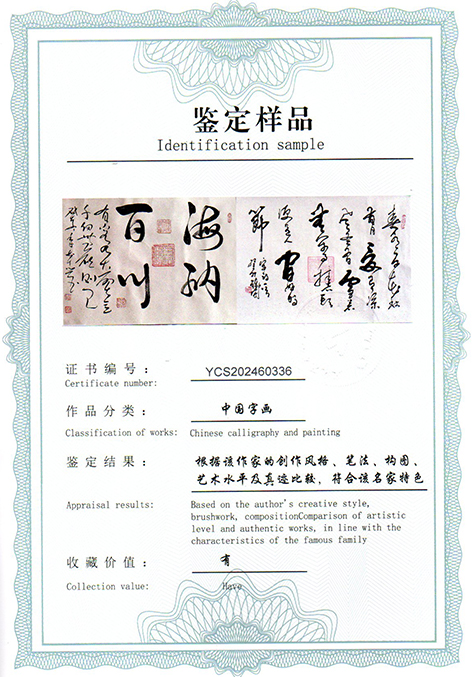 鉴定样品
Identification sample
海纳
百川
证书编号：
YCS202460336
Certificate number:
作品分类：
中国字画
Classification of works:
Chinese calligraphy and painting
鉴定结果：
根据该作家的创作风格、笔法、构图、
艺术水平及真迹比较，符合该名家特色
Appraisal results:
Based on the author's creative style,
brushwork, compositionComparison of artistic
level and authentic works, in line with the
characteristics of the famous family
收藏价值：
有
Collection value:
Have